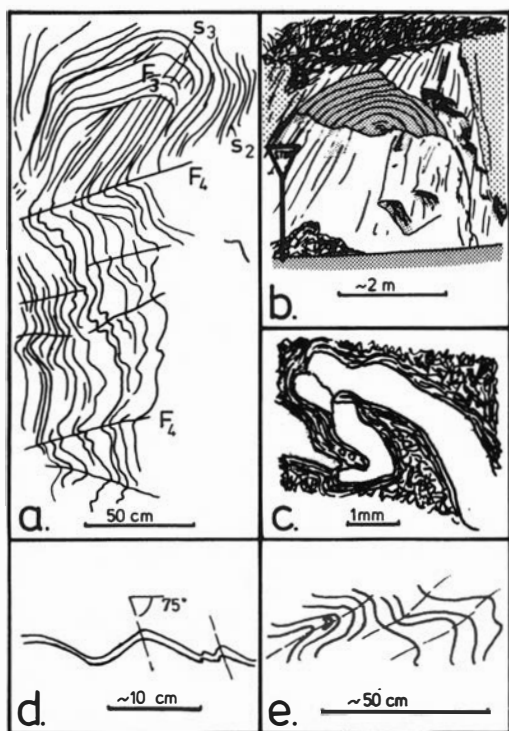 S₃
F₃
S₂
F₄
F₄
a.
50 cm
b.
~2 m
c.
1mm
d.
75°
~10 cm
e.
~50 cm